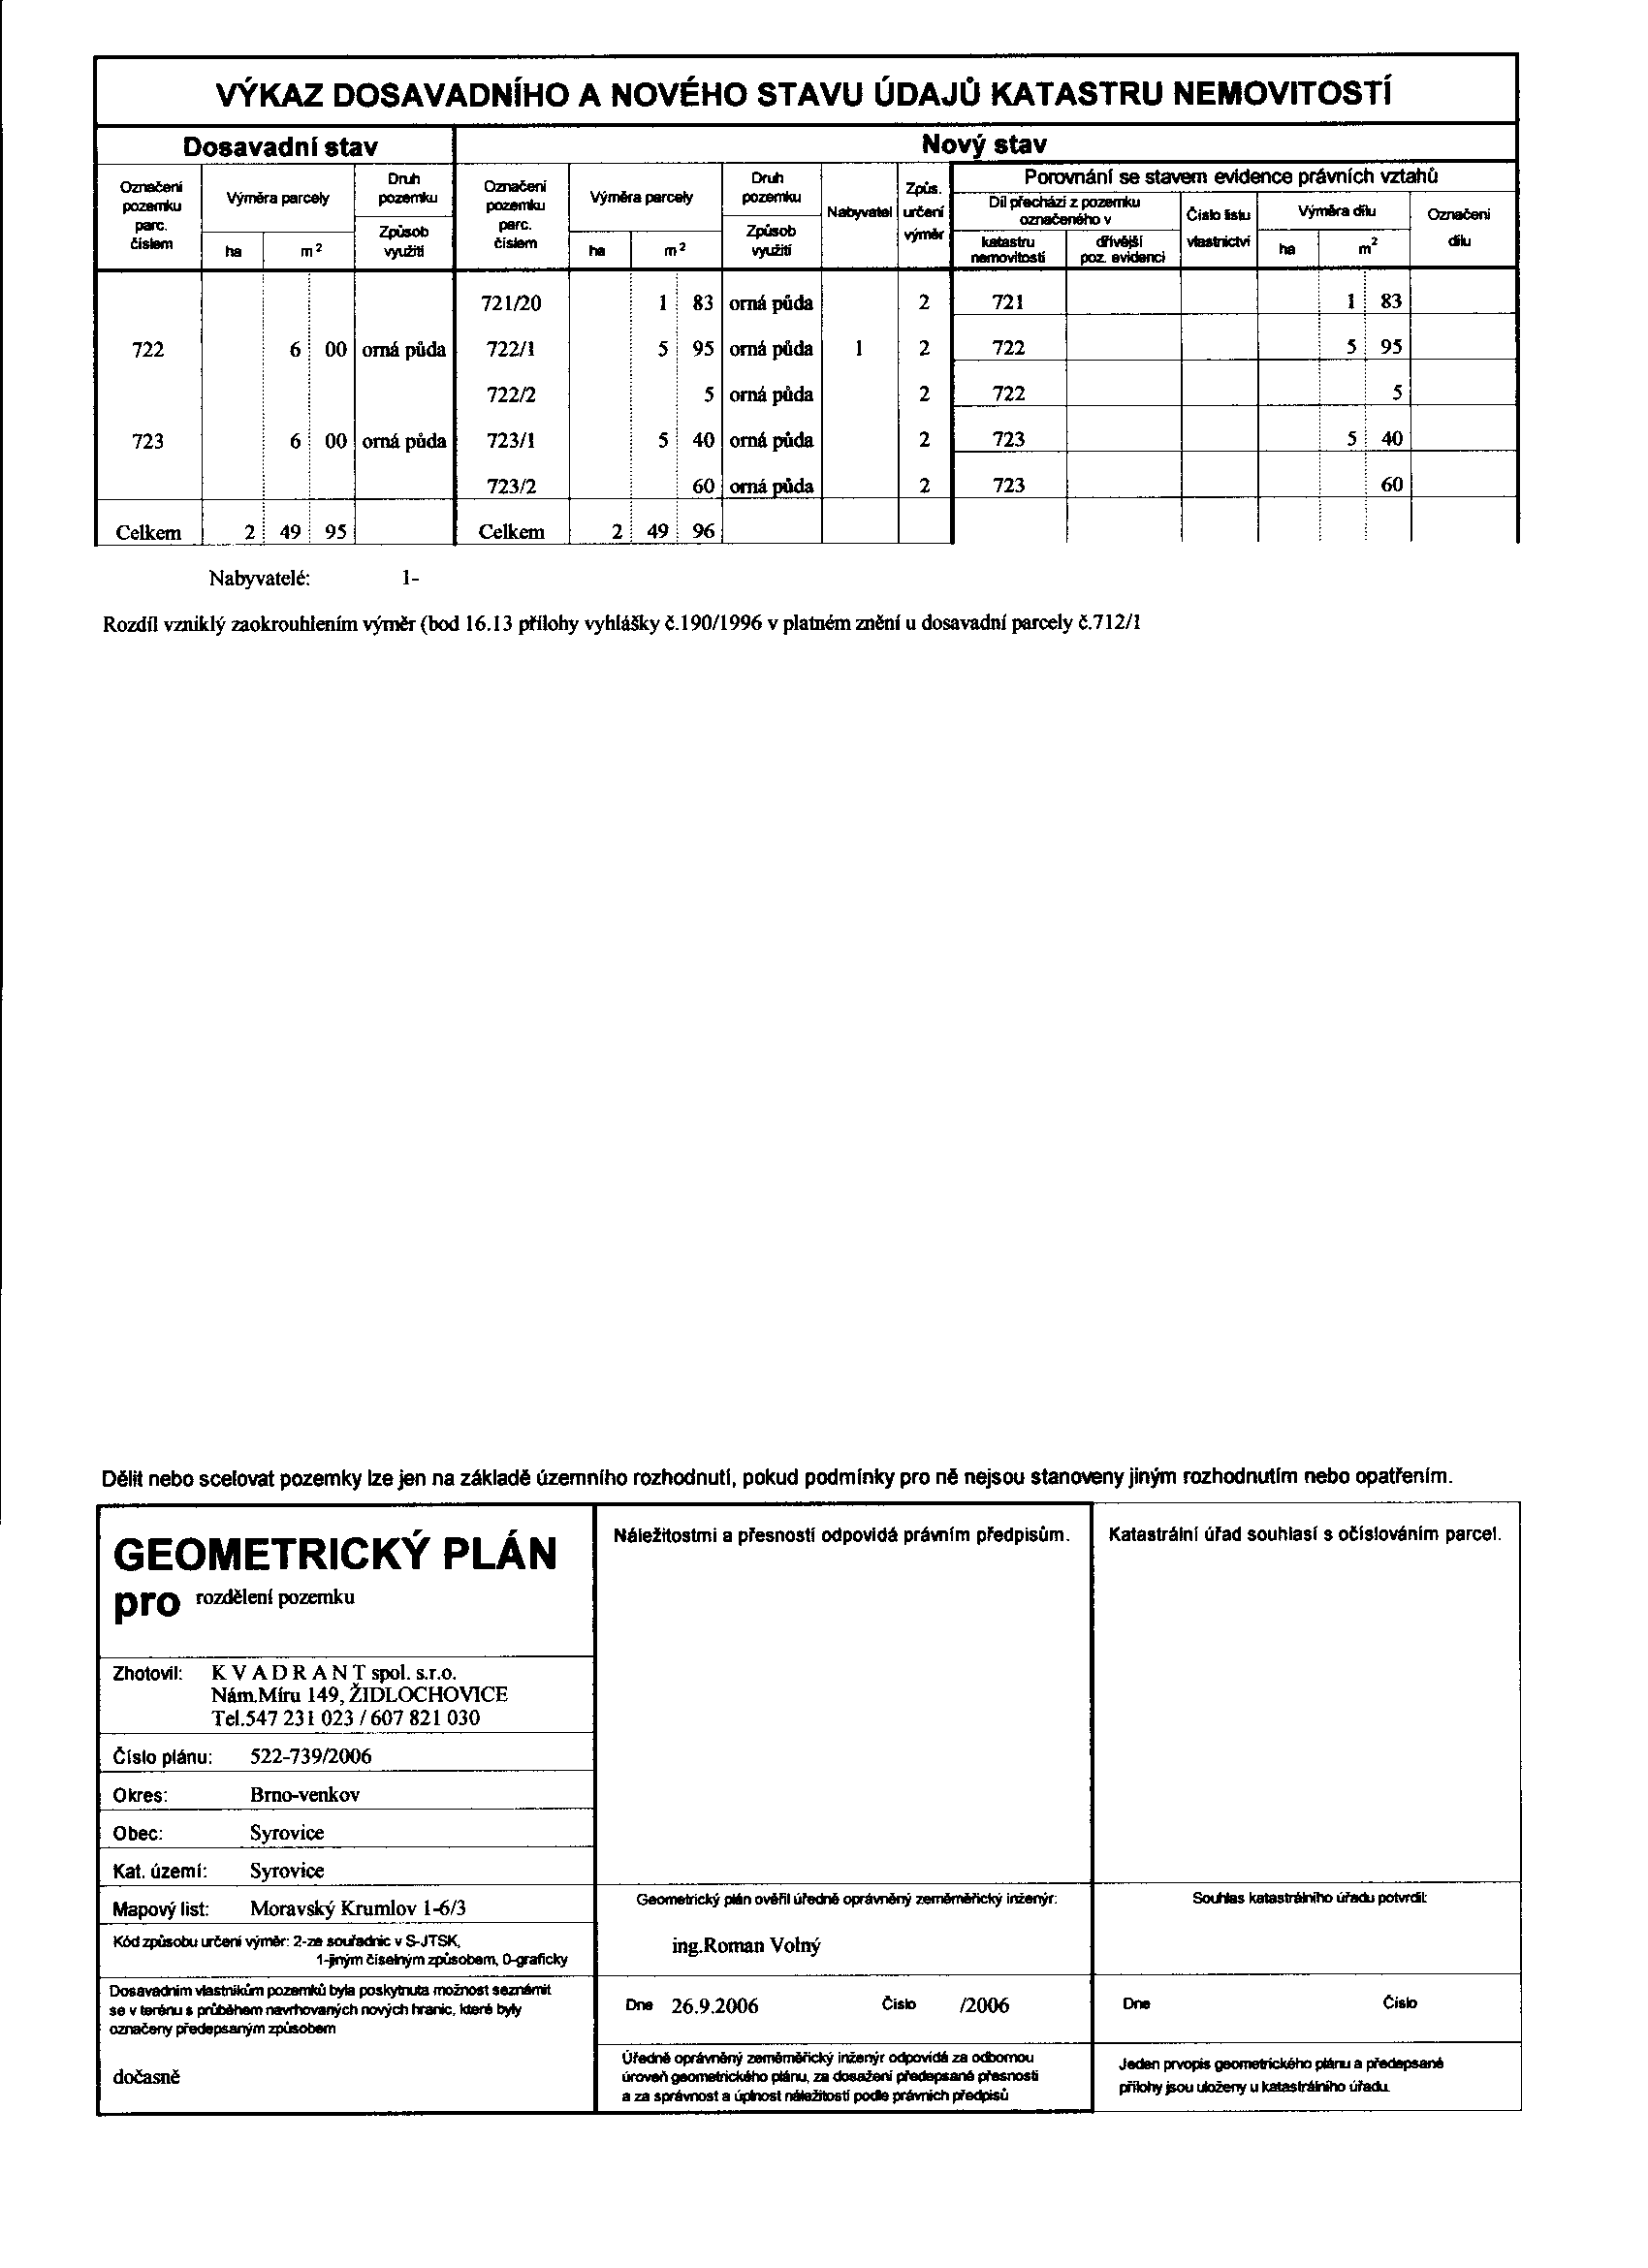 VÝKAZ DOSAVADNÍHO A NOVÉHO STAVU ÚDAJŮ KATASTRU NEMOVITOSTÍ
Dosavadní stav Nový stav
Označení pozemku parc. číslem Výměra parcely ha m² Druh pozemku Způsob využití Označení pozemku parc. číslem Výměra parcely ha m² Druh pozemku Způsob využití Nabyvatel Způs. určení výměr Porovnání se stavem evidence právních vztahů
Díl přechází z pozemku označeného v katastru nemovitostí dřívější poz. evidenci Číslo listu vlastnictví Výměra dílu ha m² Označení dílu
721/20 1 83 orná půda 2 721 1 83
722 6 00 orná půda 722/1 5 95 orná půda 1 2 722 5 95
722/2 5 orná půda 2 722 5
723 6 00 orná půda 723/1 5 40 orná půda 2 723 5 40
723/2 60 orná půda 2 723 60
Celkem 2 49 95 Celkem 2 49 96
Nabyvatelé: 1-
Rozdíl vzniklý zaokrouhlením výměr (bod 16.13 přílohy vyhlášky č.190/1996 v platném znění u dosavadní parcely č.712/1
Dělit nebo scelovat pozemky lze jen na základě územního rozhodnutí, pokud podmínky pro ně nejsou stanoveny jiným rozhodnutím nebo opatřením.
GEOMETRICKÝ PLÁN
pro rozdělení pozemku
Zhotovil: K V A D R A N T spol. s.r.o.
Nám.Míru 149, ŽIDLOCHOVICE
Tel.547 231 023 / 607 821 030
Číslo plánu: 522-739/2006
Okres: Brno-venkov
Obec: Syrovice
Kat. území: Syrovice
Mapový list: Moravský Krumlov 1-6/3
Kód způsobu určení výměr: 2-ze souřadnic v S-JTSK,
1-jiným číselným způsobem, 0-graficky
Dosavadním vlastníkům pozemků byla poskytnuta možnost seznámit
se v terénu s průběhem navrhovaných nových hranic, které byly
označeny předepsaným způsobem
dočasně
Náležitostmi a přesností odpovídá právním předpisům.
Geometrický plán ověřil úředně oprávněný zeměměřický inženýr:
ing.Roman Volný
Dne 26.9.2006 Číslo /2006
Úředně oprávněný zeměměřický inženýr odpovídá za odbornou
úroveň geometrického plánu, za dosažení předepsané přesnosti
a za správnost a úplnost náležitostí podle právních předpisů
Katastrální úřad souhlasí s očíslováním parcel.
Souhlas katastrálního úřadu potvrdil:
Dne Číslo
Jeden prvopis geometrického plánu a předepsané
přílohy jsou uloženy u katastrálního úřadu.